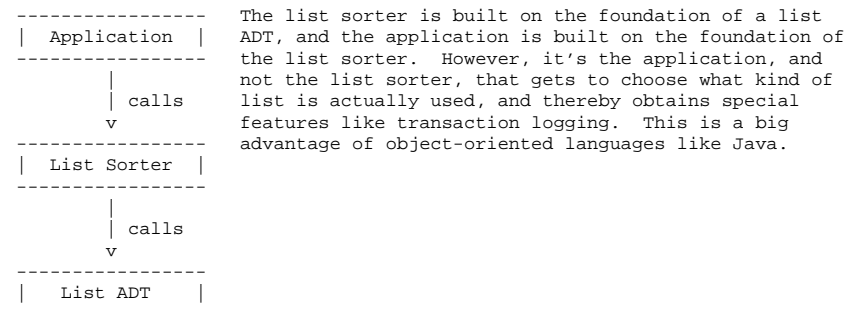 -----------------   The list sorter is built on the foundation of a list
|  Application  |   ADT, and the application is built on the foundation of
-----------------   the list sorter.  However, it's the application, and
        |           not the list sorter, that gets to choose what kind of
        | calls     list is actually used, and thereby obtains special
        v           features like transaction logging.  This is a big
-----------------   advantage of object-oriented languages like Java.
|  List Sorter  |
-----------------
        |
        | calls
        v
-----------------
|   List ADT    |